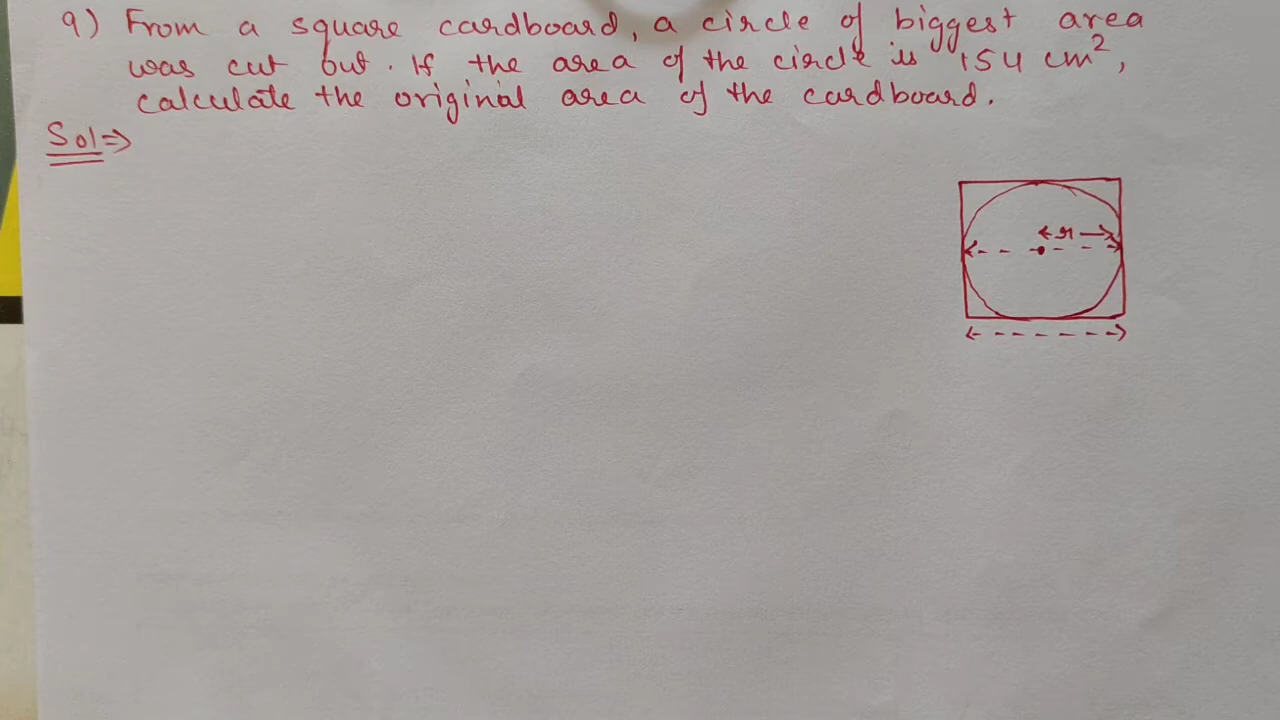 9) From a square cardboard, a circle of biggest area
was cut out. If the area of the circle is 154 cm²,
calculate the original area of the cardboard.
Sol⇒
r